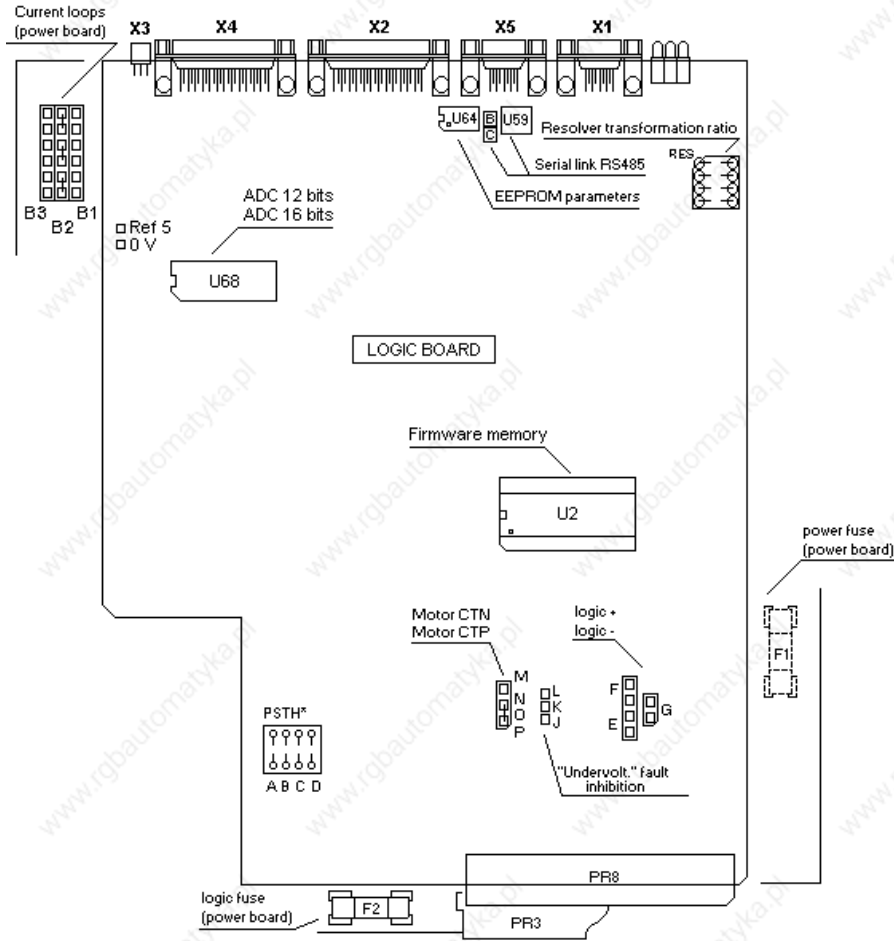 Current loops
(power board)
X3
X4
X2
X5
X1
U64
B
C
U59
Resolver transformation ratio
RES
Serial link RS485
EEPROM parameters
B3
B2
B1
Ref 5
0 V
ADC 12 bits
ADC 16 bits
U68
LOGIC BOARD
Firmware memory
U2
power fuse
(power board)
F1
Motor CTN
Motor CTP
logic +
logic -
M
N
O
P
L
K
J
F
E
G
PSTH*
A B C D
"Undervolt." fault
inhibition
PR8
logic fuse
(power board)
F2
PR3
www.rgbautomatyka.pl